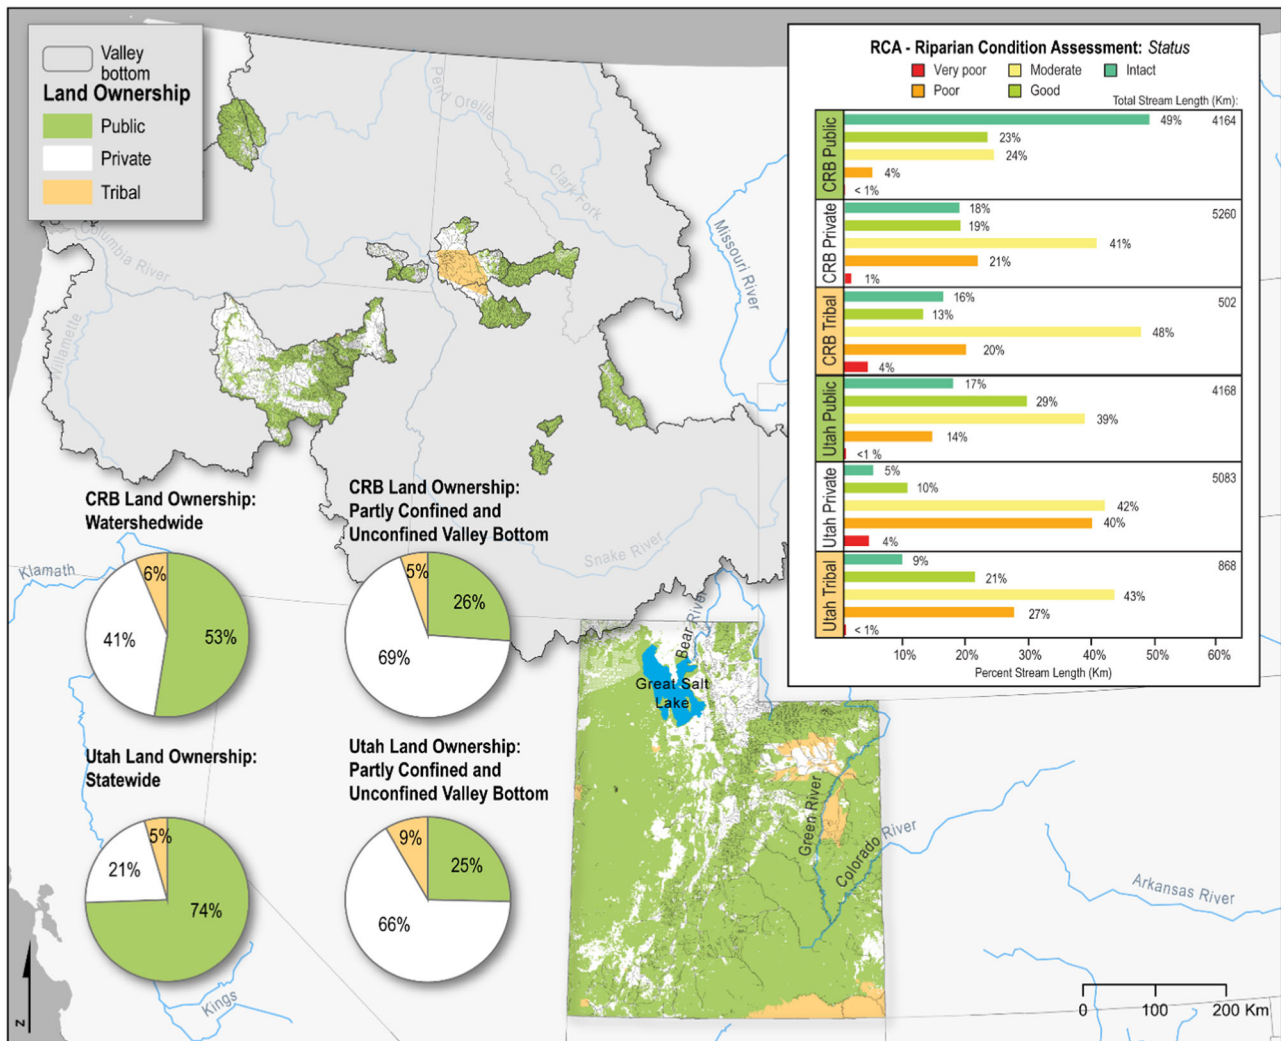 Valley
bottom
Land Ownership
Public
Private
Tribal
Pend Oreille
Clark Fork
Missouri River
Columbia River
Willamette
Snake River
Klamath
Kings
Bear River
Great Salt
Lake
Green River
Colorado River
Arkansas River
RCA - Riparian Condition Assessment: Status
Very poor
Moderate
Intact
Poor
Good
Total Stream Length (Km):
CRB Public
49%
4164
23%
24%
4%
< 1%
CRB Private
18%
5260
19%
41%
21%
1%
CRB Tribal
16%
502
13%
48%
20%
4%
Utah Public
17%
4168
29%
39%
14%
<1 %
Utah Private
5%
5083
10%
42%
40%
4%
Utah Tribal
9%
868
21%
43%
27%
< 1%
10% 20% 30% 40% 50% 60%
Percent Stream Length (Km)
CRB Land Ownership:
Watershedwide
6%
41%
53%
CRB Land Ownership:
Partly Confined and
Unconfined Valley Bottom
5%
26%
69%
Utah Land Ownership:
Statewide
5%
21%
74%
Utah Land Ownership:
Partly Confined and
Unconfined Valley Bottom
9%
25%
66%
N
0 100 200 Km